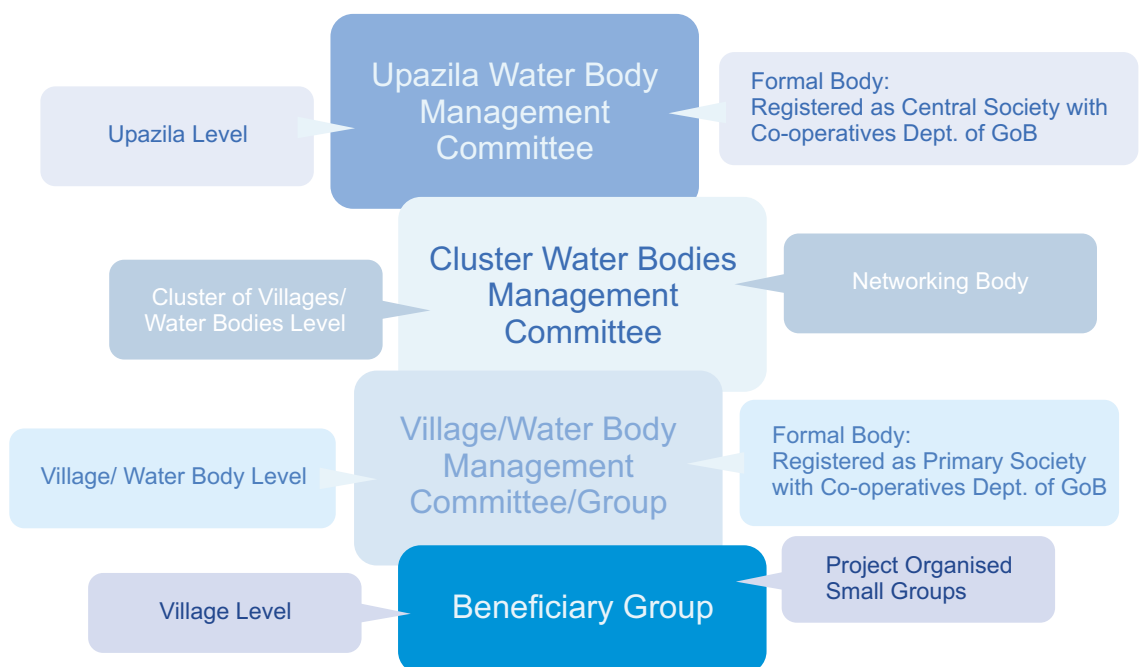 Upazila Level
Upazila Water Body
Management
Committee
Formal Body:
Registered as Central Society with
Co-operatives Dept. of GoB
Cluster of Villages/
Water Bodies Level
Cluster Water Bodies
Management
Committee
Networking Body
Village/ Water Body Level
Village/Water Body
Management
Committee/Group
Formal Body:
Registered as Primary Society
with Co-operatives Dept. of GoB
Village Level
Beneficiary Group
Project Organised
Small Groups